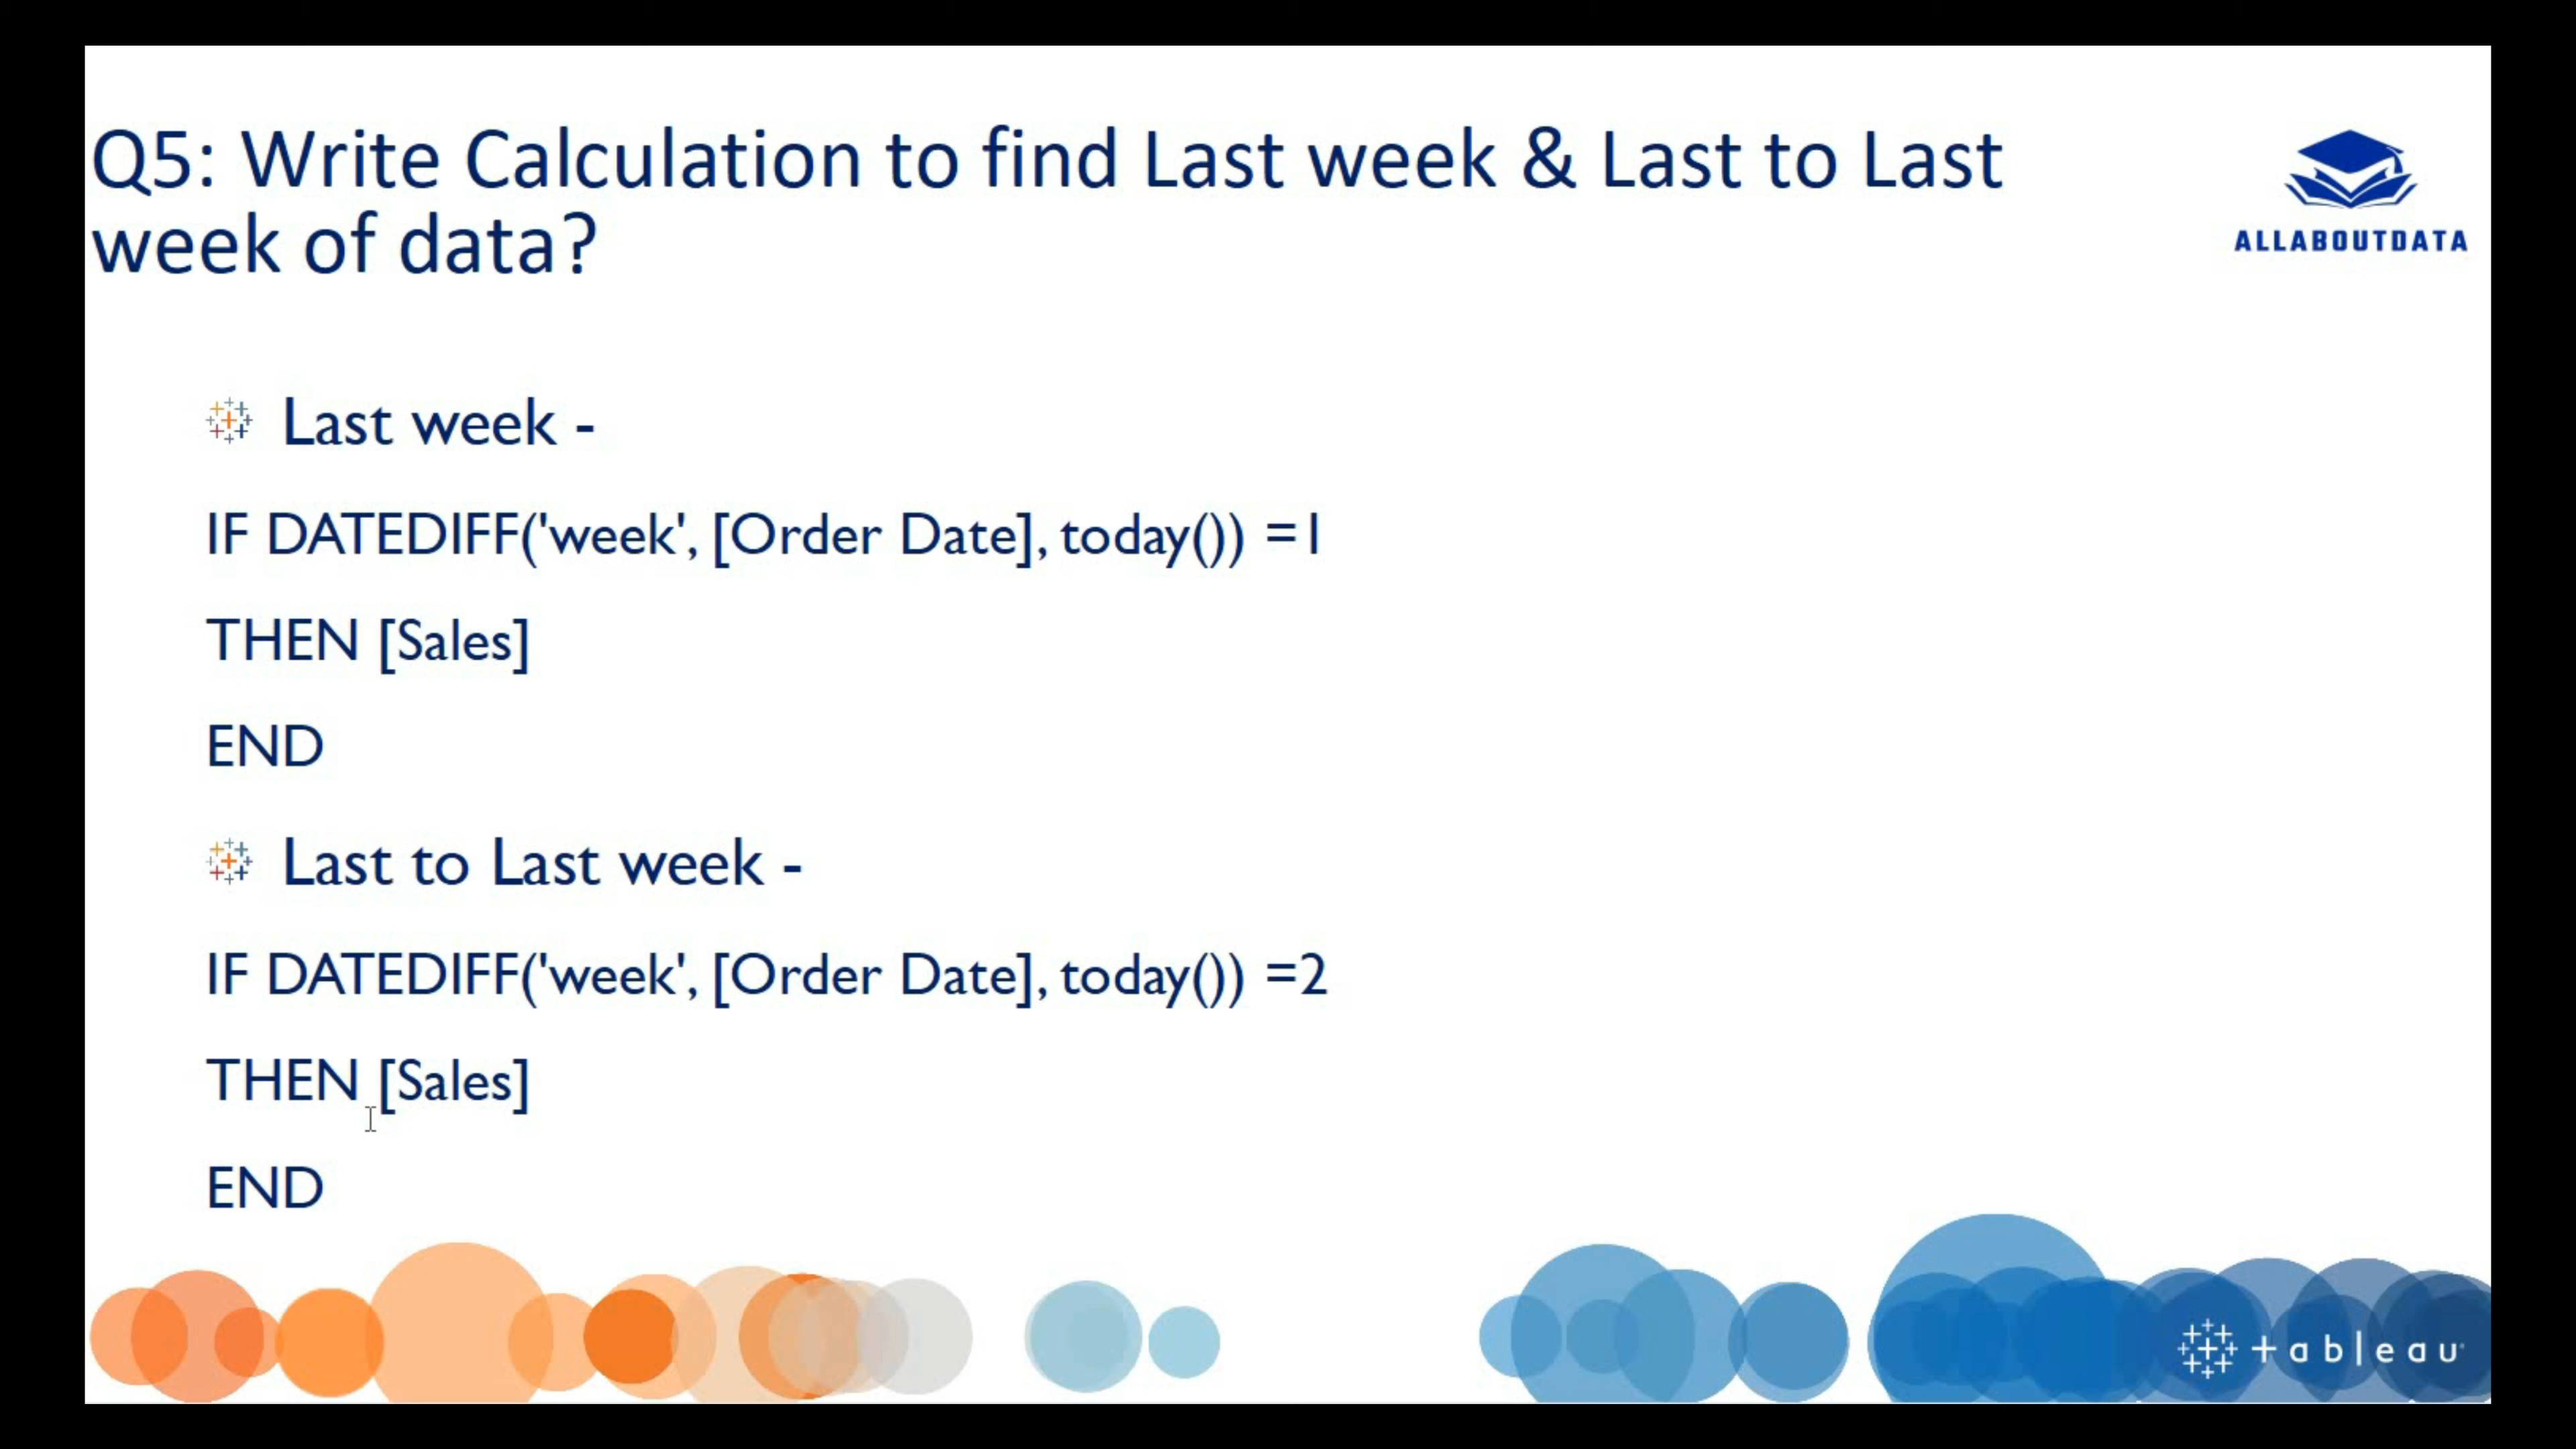 Q5: Write Calculation to find Last week & Last to Last
week of data?
ALLABOUTDATA
Last week -
IF DATEDIFF('week', [Order Date], today()) =1
THEN [Sales]
END
Last to Last week -
IF DATEDIFF('week', [Order Date], today()) =2
THEN [Sales]
END
+ableau